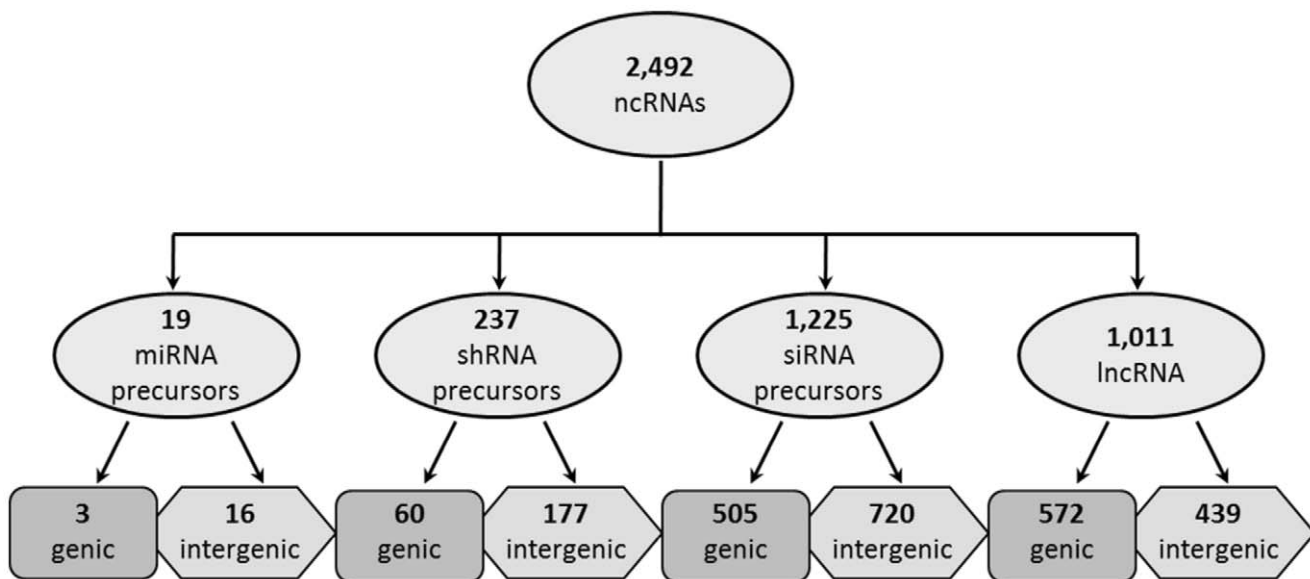 2,492
ncRNAs
19
miRNA
precursors
237
shRNA
precursors
1,225
siRNA
precursors
1,011
lncRNA
3
genic
16
intergenic
60
genic
177
intergenic
505
genic
720
intergenic
572
genic
439
intergenic